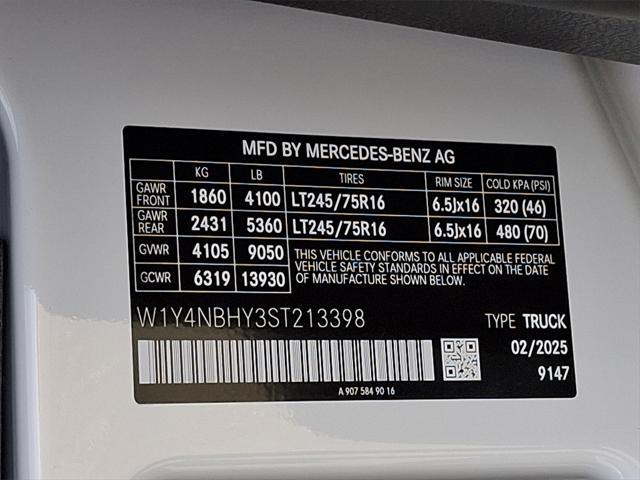 MFD BY MERCEDES-BENZ AG
KG LB TIRES RIM SIZE COLD KPA (PSI)
GAWR FRONT 1860 4100 LT245/75R16 6.5Jx16 320 (46)
GAWR REAR 2431 5360 LT245/75R16 6.5Jx16 480 (70)
GVWR 4105 9050
GCWR 6319 13930
THIS VEHICLE CONFORMS TO ALL APPLICABLE FEDERAL
VEHICLE SAFETY STANDARDS IN EFFECT ON THE DATE
OF MANUFACTURE SHOWN BELOW.
W1Y4NBHY3ST213398 TYPE TRUCK
02/2025
9147
A 907 584 90 16